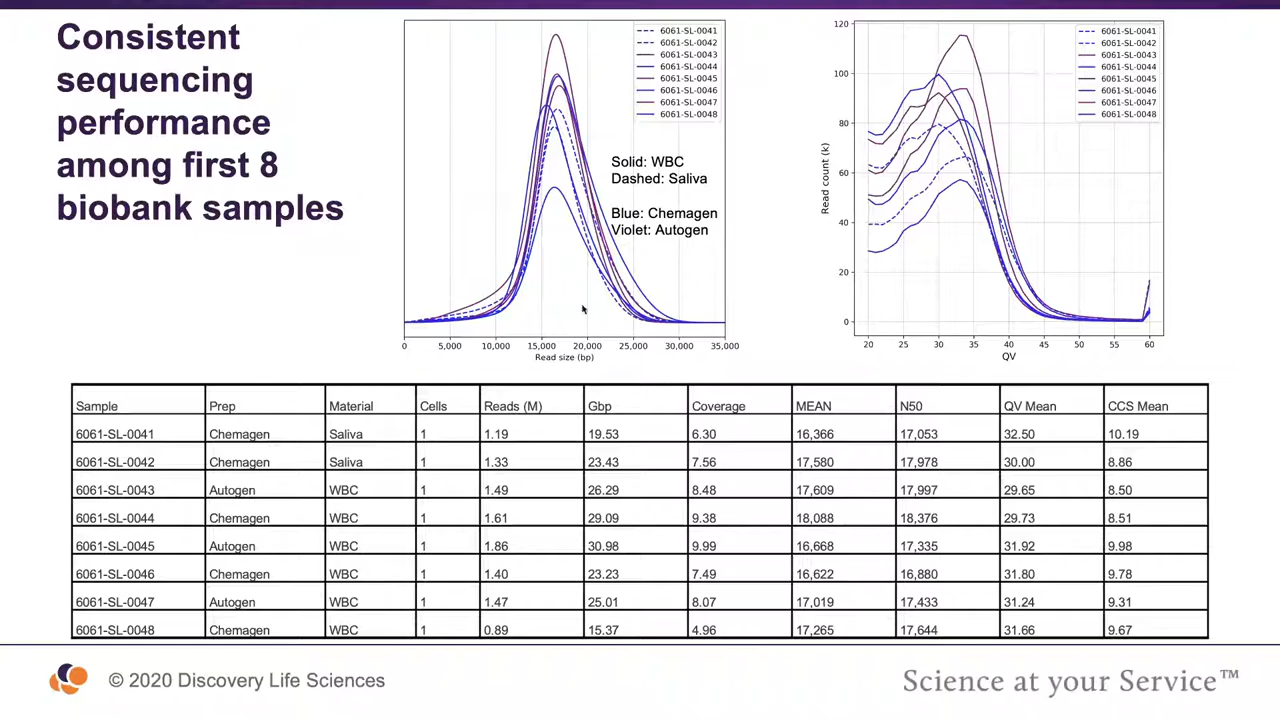 Consistent
sequencing
performance
among first 8
biobank samples
6061-SL-0041
6061-SL-0042
6061-SL-0043
6061-SL-0044
6061-SL-0045
6061-SL-0046
6061-SL-0047
6061-SL-0048
Solid: WBC
Dashed: Saliva
Blue: Chemagen
Violet: Autogen
0 5,000 10,000 15,000 20,000 25,000 30,000 35,000
Read size (bp)
120
100
80
60
40
20
0
Read count (k)
6061-SL-0041
6061-SL-0042
6061-SL-0043
6061-SL-0044
6061-SL-0045
6061-SL-0046
6061-SL-0047
6061-SL-0048
20 25 30 35 40 45 50 55 60
QV
Sample Prep Material Cells Reads (M) Gbp Coverage MEAN N50 QV Mean CCS Mean
6061-SL-0041 Chemagen Saliva 1 1.19 19.53 6.30 16,366 17,053 32.50 10.19
6061-SL-0042 Chemagen Saliva 1 1.33 23.43 7.56 17,580 17,978 30.00 8.86
6061-SL-0043 Autogen WBC 1 1.49 26.29 8.48 17,609 17,997 29.65 8.50
6061-SL-0044 Chemagen WBC 1 1.61 29.09 9.38 18,088 18,376 29.73 8.51
6061-SL-0045 Autogen WBC 1 1.86 30.98 9.99 16,668 17,335 31.92 9.98
6061-SL-0046 Chemagen WBC 1 1.40 23.23 7.49 16,622 16,880 31.80 9.78
6061-SL-0047 Autogen WBC 1 1.47 25.01 8.07 17,019 17,433 31.24 9.31
6061-SL-0048 Chemagen WBC 1 0.89 15.37 4.96 17,265 17,644 31.66 9.67
© 2020 Discovery Life Sciences
Science at your Service™